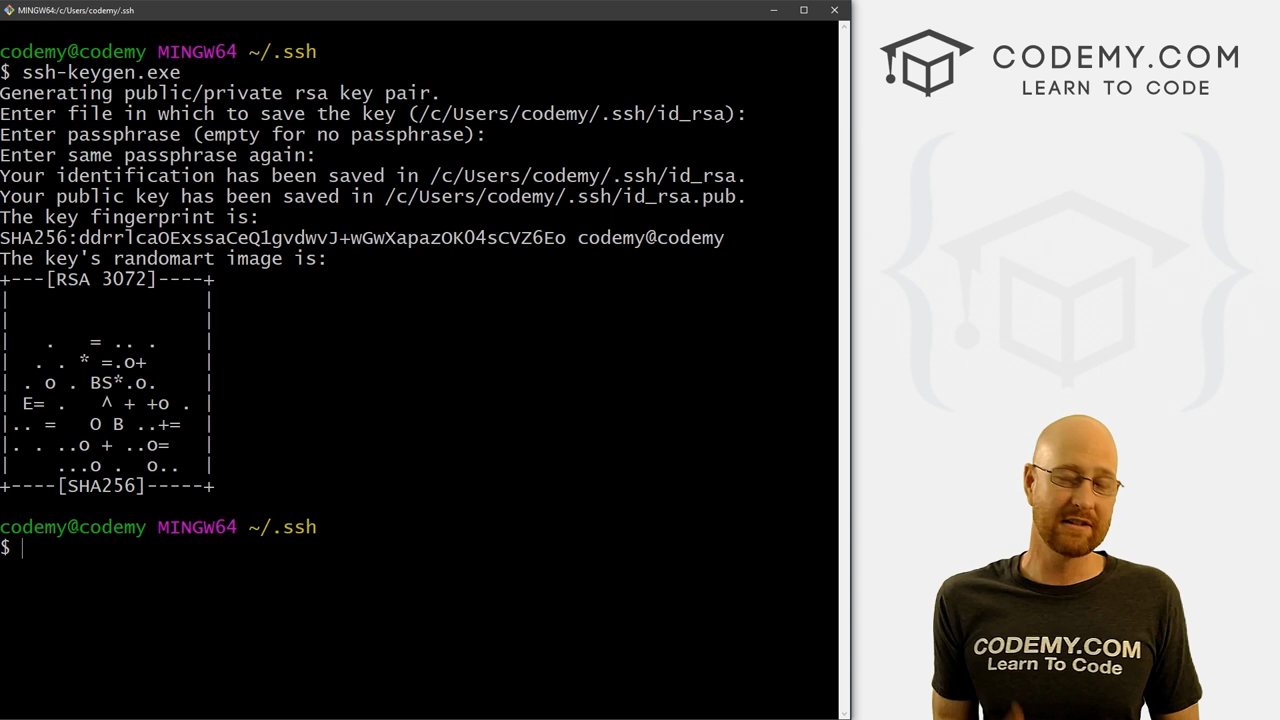 MINGW64:/c/Users/codemy/.ssh
codemy@codemy MINGW64 ~/.ssh
$ ssh-keygen.exe
Generating public/private rsa key pair.
Enter file in which to save the key (/c/Users/codemy/.ssh/id_rsa):
Enter passphrase (empty for no passphrase):
Enter same passphrase again:
Your identification has been saved in /c/Users/codemy/.ssh/id_rsa.
Your public key has been saved in /c/Users/codemy/.ssh/id_rsa.pub.
The key fingerprint is:
SHA256:ddrrlcaOExssaCeQ1gvdwvJ+wGwXapazOK04sCVZ6Eo codemy@codemy
The key's randomart image is:
+---[RSA 3072]----+
|                 |
|                 |
|   .   = .. .    |
|  . . * =.o+     |
| . o . BS*.o.    |
| E= .   ^ + +o . |
|.. =   O B ..+=  |
|. . ..o + ..o=   |
|    ...o .  o..  |
+----[SHA256]-----+
codemy@codemy MINGW64 ~/.ssh
$
CODEMY.COM
LEARN TO CODE
CODEMY.COM
Learn To Code